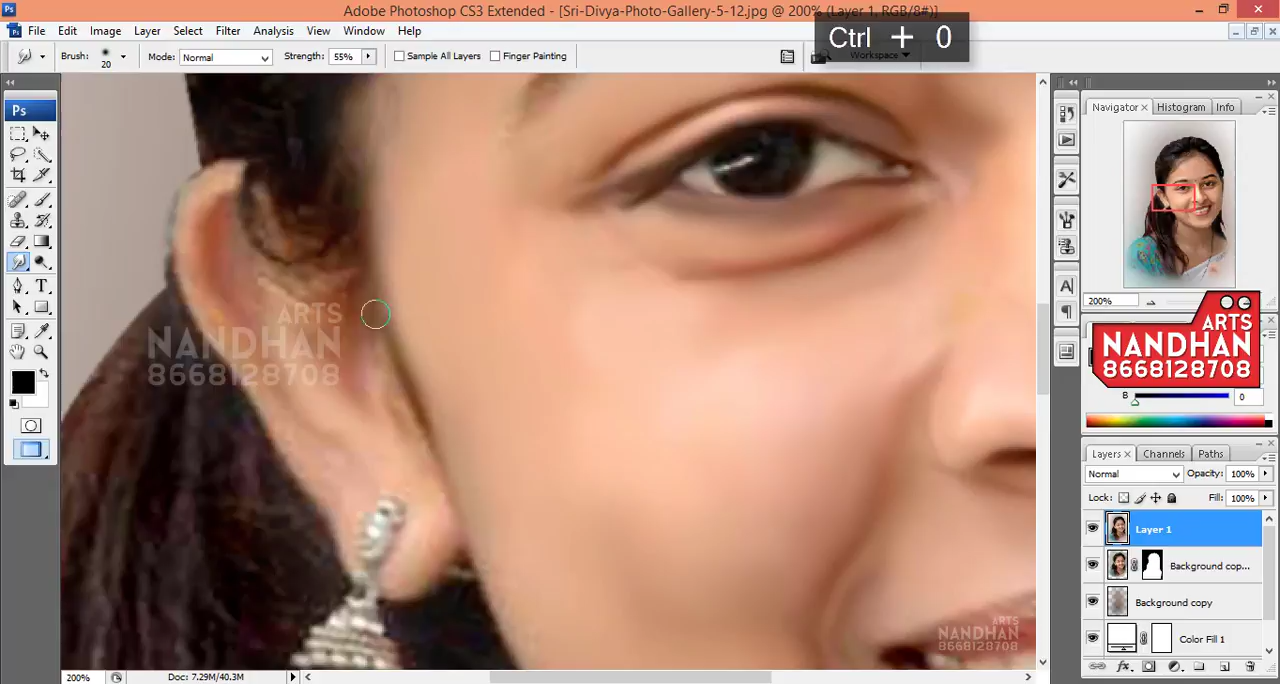 Adobe Photoshop CS3 Extended - [Sri-Divya-Photo-Gallery-5-12.jpg @ 200% (Layer 1, RGB/8#)]
Ctrl + 0
File Edit Image Layer Select Filter Analysis View Window Help
Brush: 20 Mode: Normal Strength: 55% Sample All Layers Finger Painting Workspace
Ps
Navigator Histogram Info
200%
ARTS
NANDHAN
8668128708
ARTS
NANDHAN
8668128708
B 0
Layers Channels Paths
Normal Opacity: 100%
Lock: Fill: 100%
Layer 1
Background cop...
Background copy
Color Fill 1
ARTS
NANDHAN
8668128708
200% Doc: 7.29M/40.3M